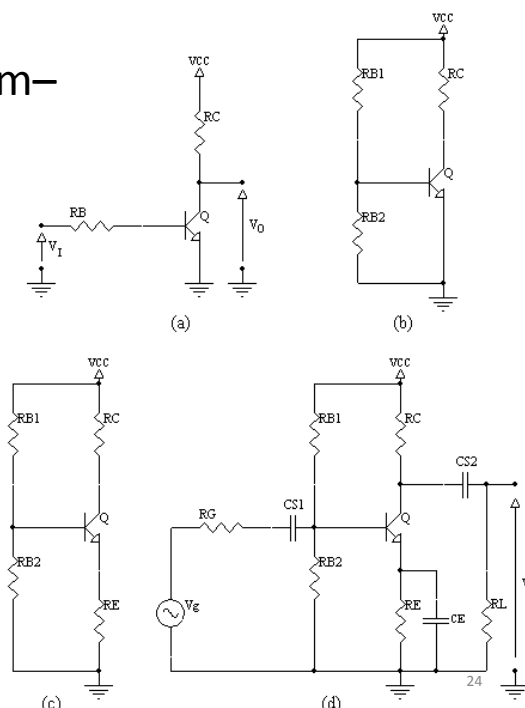 m–
VCC
RC
RB
Q
VI
VO
(a)
VCC
RB1
RC
Q
RB2
(b)
VCC
RB1
RC
Q
RB2
RE
(c)
VCC
RB1
RC
CS2
RG
CS1
Q
RB2
Vg
RE
CE
RL
V
24
(d)